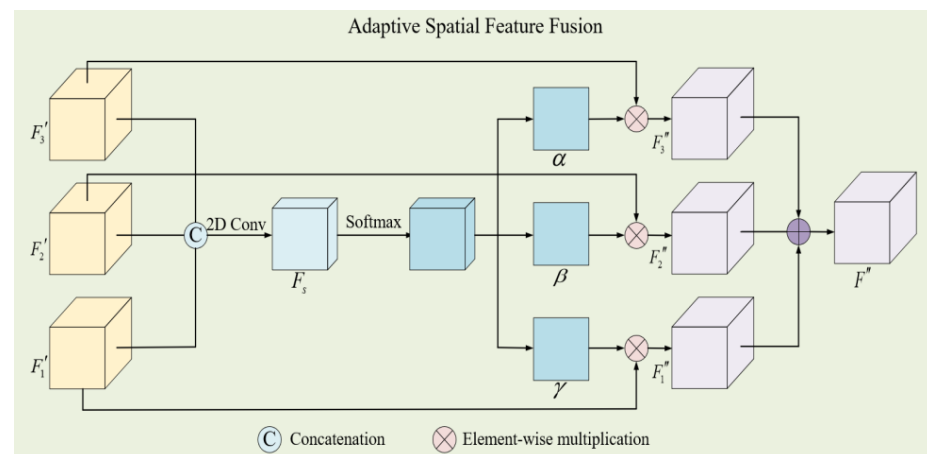 Adaptive Spatial Feature Fusion
F₃′
α
F₃″
F₂′
C
2D Conv
Softmax
F₂″
Fₛ
β
F″
F₁′
F₁″
γ
C Concatenation
Element-wise multiplication